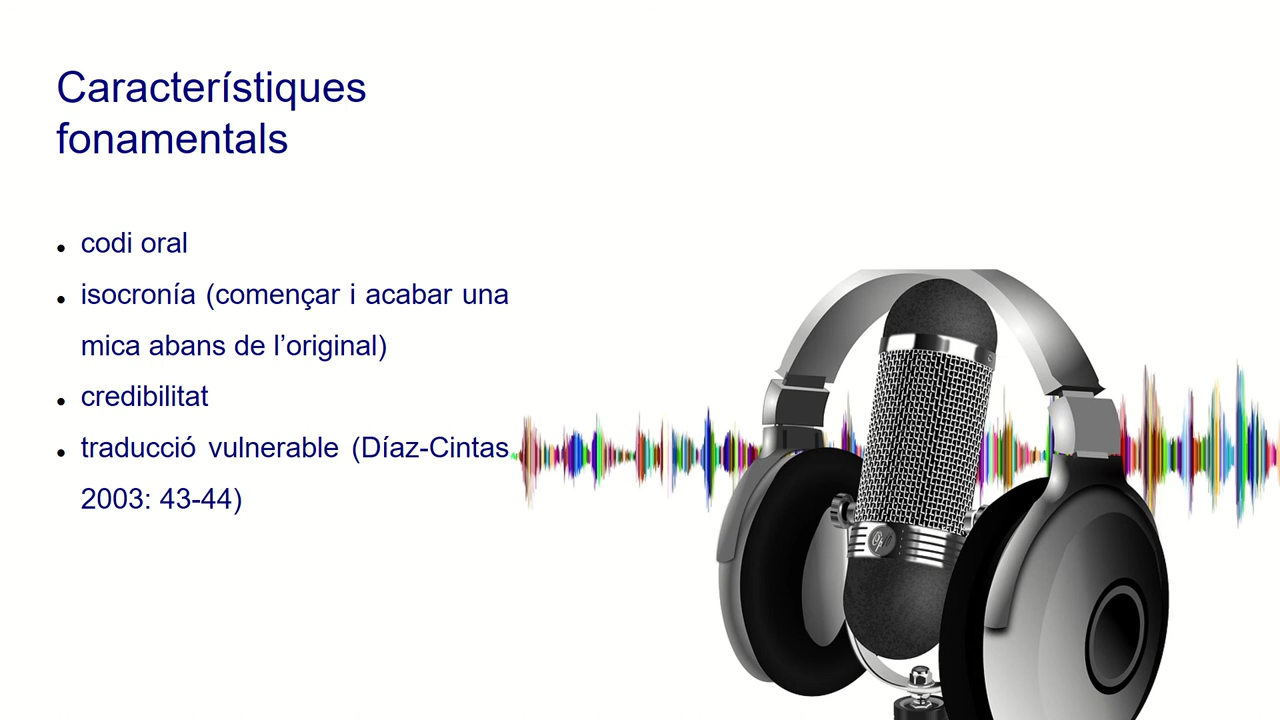 Característiques
fonamentals
codi oral
isocronía (començar i acabar una
mica abans de l’original)
credibilitat
traducció vulnerable (Díaz-Cintas
2003: 43-44)